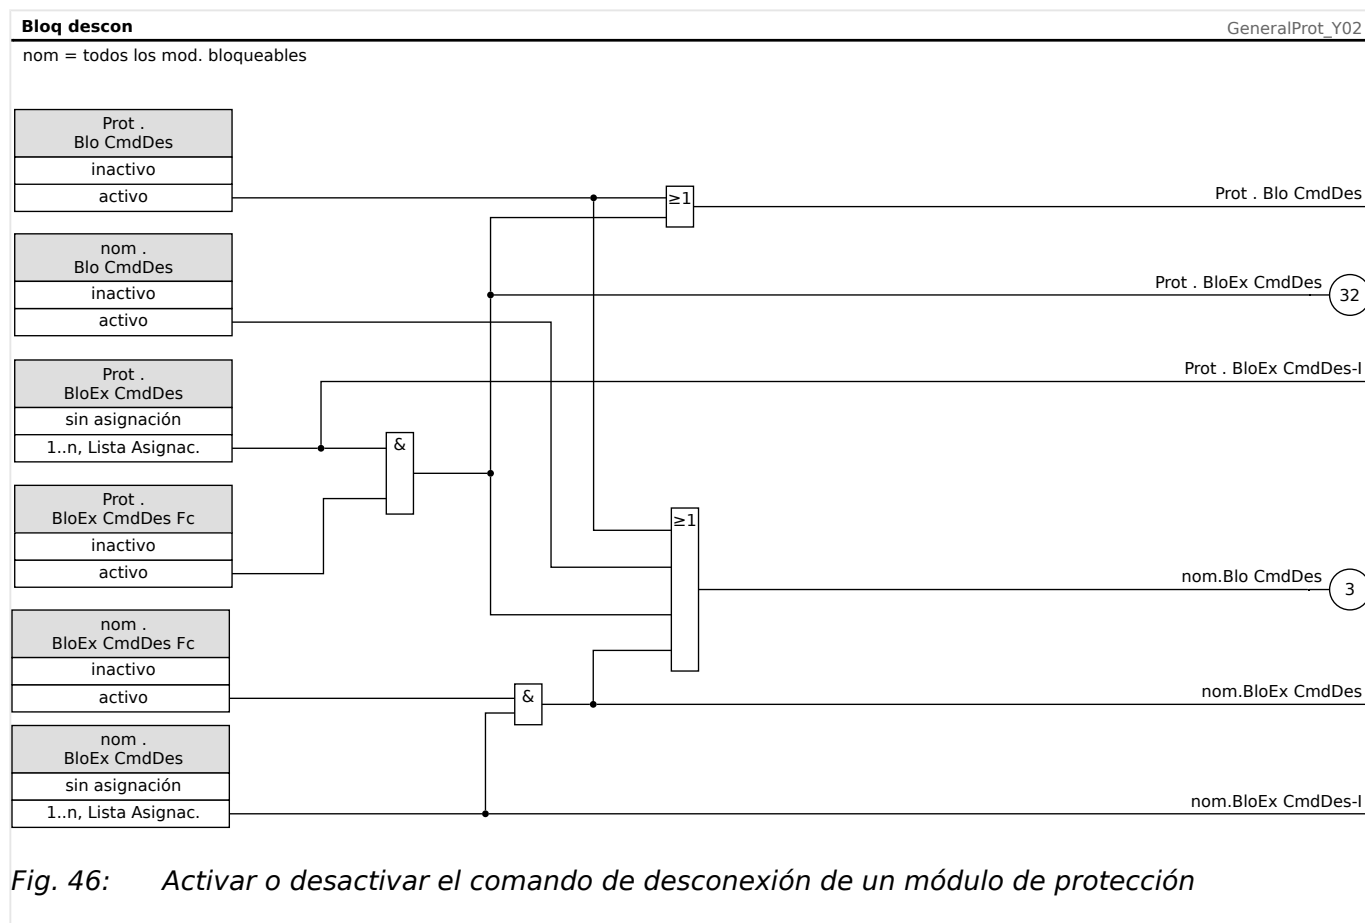 Bloq descon
GeneralProt_Y02
nom = todos los mod. bloqueables
Prot .
Blo CmdDes
inactivo
activo
≥1
Prot . Blo CmdDes
nom .
Blo CmdDes
inactivo
activo
Prot . BloEx CmdDes
32
Prot .
BloEx CmdDes
sin asignación
1..n, Lista Asignac.
Prot . BloEx CmdDes-I
&
Prot .
BloEx CmdDes Fc
inactivo
activo
≥1
nom.Blo CmdDes
3
nom .
BloEx CmdDes Fc
inactivo
activo
&
nom.BloEx CmdDes
nom .
BloEx CmdDes
sin asignación
1..n, Lista Asignac.
nom.BloEx CmdDes-I
Fig. 46: Activar o desactivar el comando de desconexión de un módulo de protección